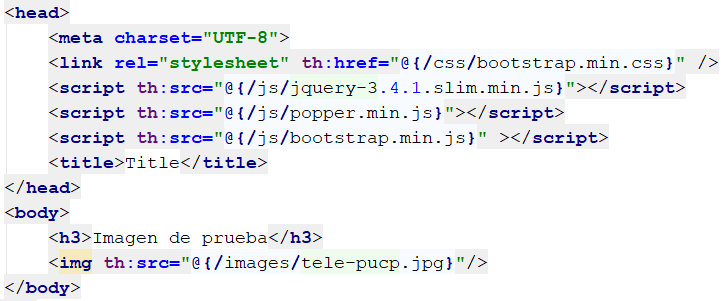 <head>
<meta charset="UTF-8">
<link rel="stylesheet" th:href="@{/css/bootstrap.min.css}" />
<script th:src="@{/js/jquery-3.4.1.slim.min.js}"></script>
<script th:src="@{/js/popper.min.js}"></script>
<script th:src="@{/js/bootstrap.min.js}" ></script>
<title>Title</title>
</head>
<body>
<h3>Imagen de prueba</h3>
<img th:src="@{/images/tele-pucp.jpg}"/>
</body>